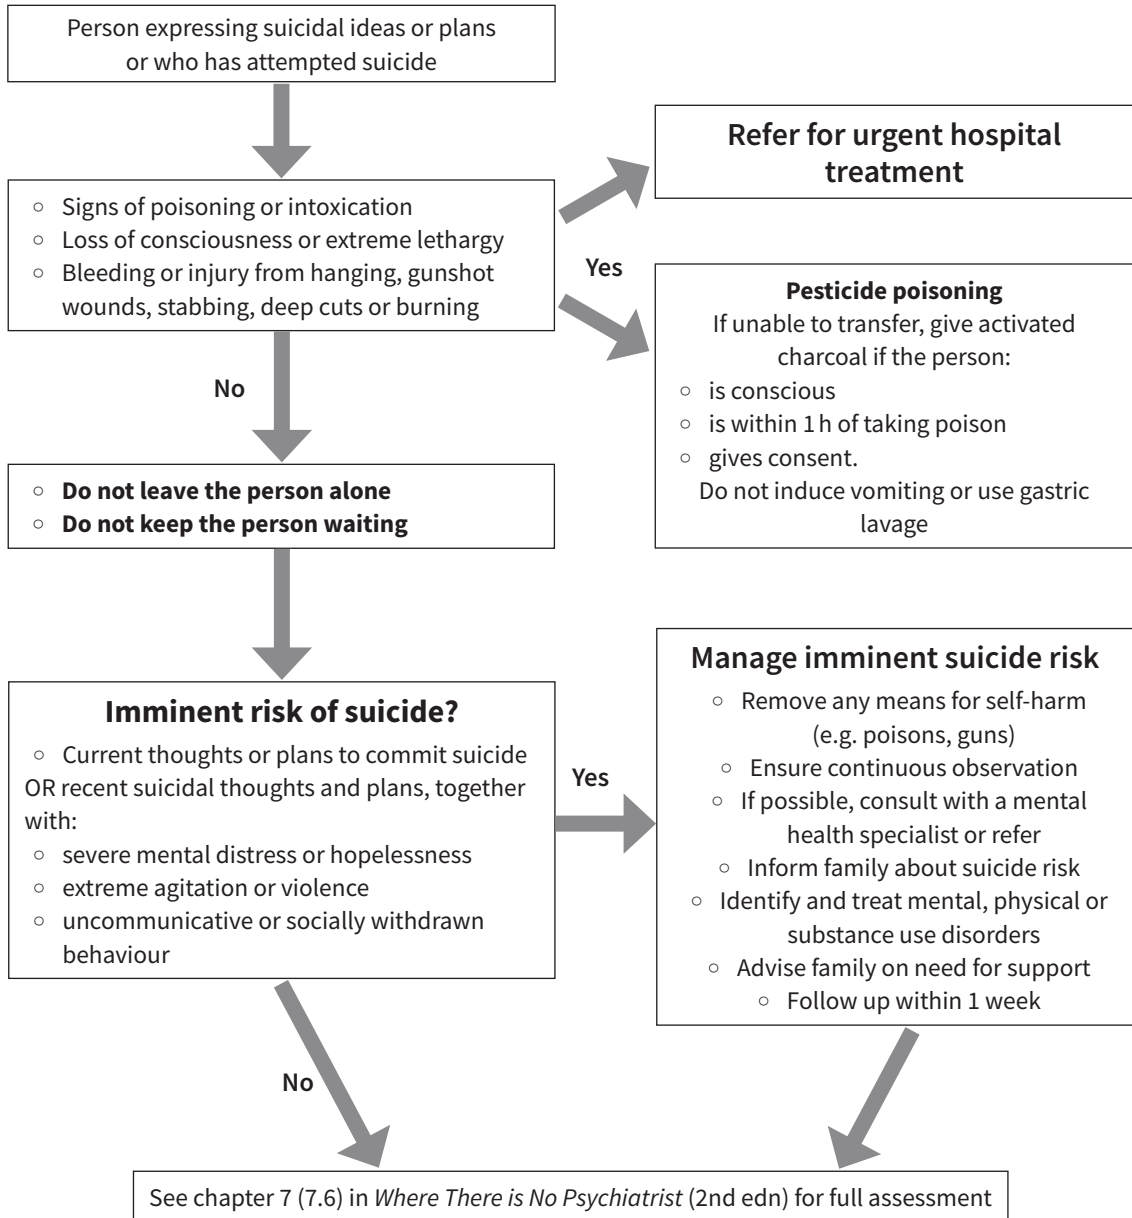 Person expressing suicidal ideas or plans
or who has attempted suicide
Refer for urgent hospital
treatment
○ Signs of poisoning or intoxication
○ Loss of consciousness or extreme lethargy
○ Bleeding or injury from hanging, gunshot
wounds, stabbing, deep cuts or burning
Yes
Pesticide poisoning
If unable to transfer, give activated
charcoal if the person:
○ is conscious
○ is within 1 h of taking poison
○ gives consent.
Do not induce vomiting or use gastric
lavage
No
○ Do not leave the person alone
○ Do not keep the person waiting
Imminent risk of suicide?
○ Current thoughts or plans to commit suicide
OR recent suicidal thoughts and plans, together
with:
○ severe mental distress or hopelessness
○ extreme agitation or violence
○ uncommunicative or socially withdrawn
behaviour
Yes
Manage imminent suicide risk
○ Remove any means for self-harm
(e.g. poisons, guns)
○ Ensure continuous observation
○ If possible, consult with a mental
health specialist or refer
○ Inform family about suicide risk
○ Identify and treat mental, physical or
substance use disorders
○ Advise family on need for support
○ Follow up within 1 week
No
See chapter 7 (7.6) in Where There is No Psychiatrist (2nd edn) for full assessment